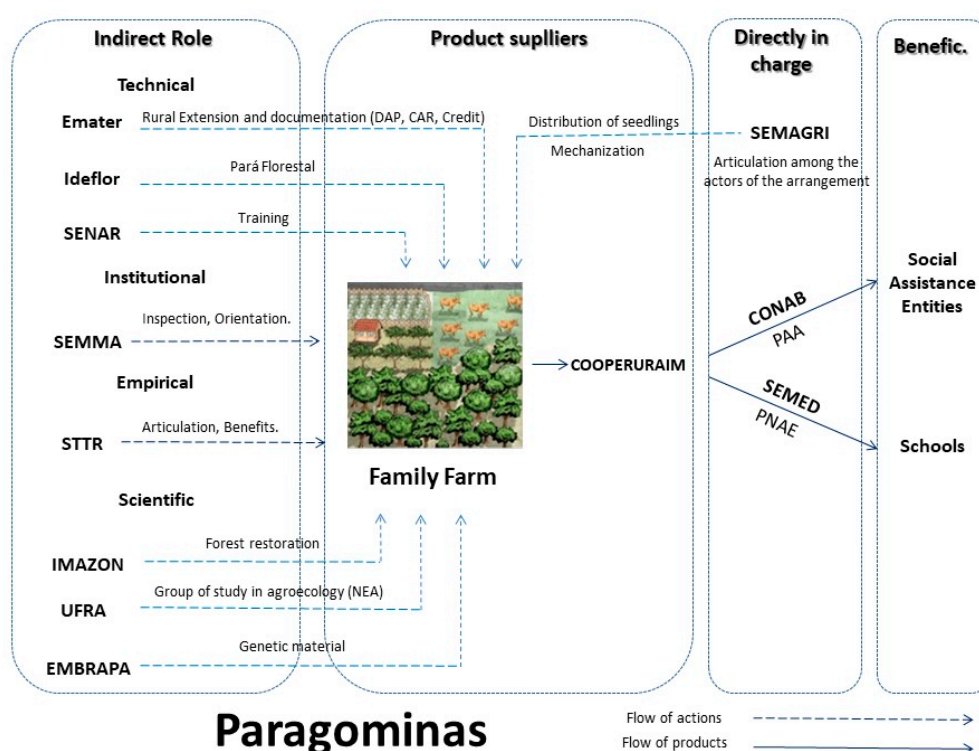 Indirect Role
Technical
Emater
Rural Extension and documentation (DAP, CAR, Credit)
Ideflor
Pará Florestal
SENAR
Training
Institutional
SEMMA
Inspection, Orientation.
Empirical
STTR
Articulation, Benefits.
Scientific
IMAZON
Forest restoration
UFRA
Group of study in agroecology (NEA)
EMBRAPA
Genetic material
Product suplliers
Family Farm
COOPERURAIM
Directly in
charge
Distribution of seedlings
Mechanization
SEMAGRI
Articulation among the
actors of the arrangement
CONAB
PAA
SEMED
PNAE
Benefic.
Social
Assistance
Entities
Schools
Paragominas
Flow of actions
Flow of products